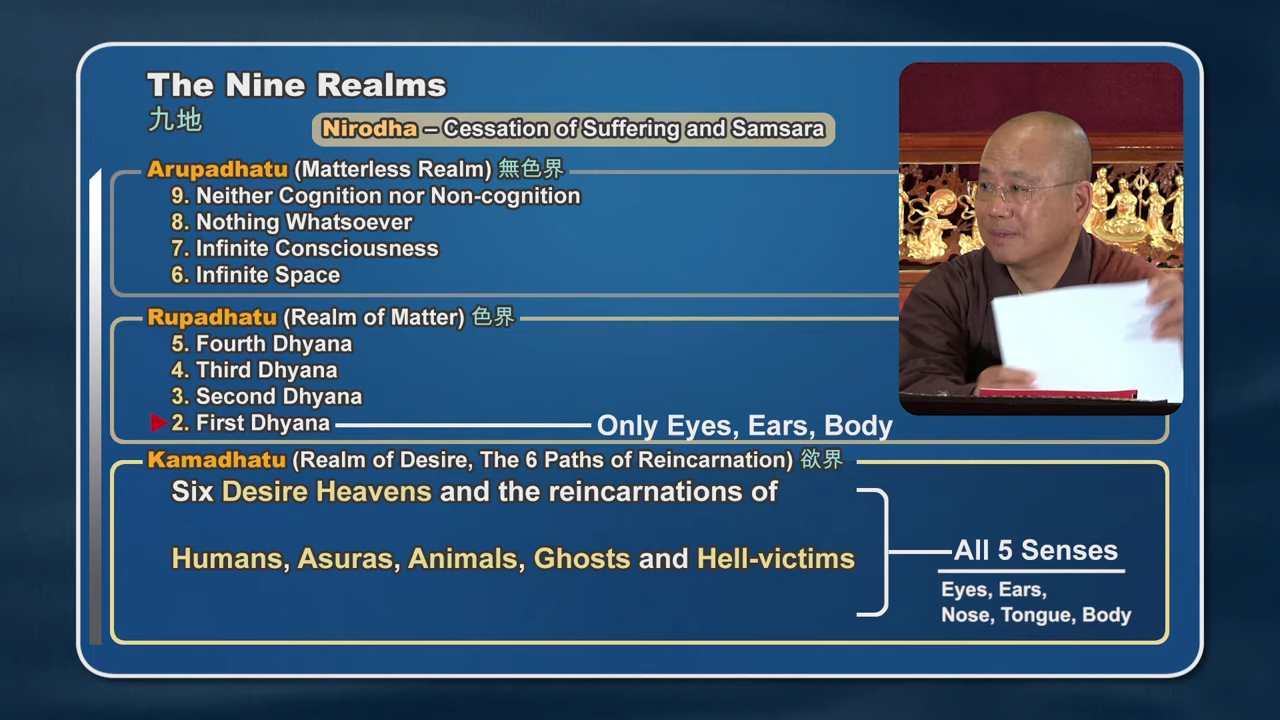 The Nine Realms
九地
Nirodha – Cessation of Suffering and Samsara
Arupadhatu (Matterless Realm) 無色界
9. Neither Cognition nor Non-cognition
8. Nothing Whatsoever
7. Infinite Consciousness
6. Infinite Space
Rupadhatu (Realm of Matter) 色界
5. Fourth Dhyana
4. Third Dhyana
3. Second Dhyana
2. First Dhyana
Only Eyes, Ears, Body
Kamadhatu (Realm of Desire, The 6 Paths of Reincarnation) 欲界
Six Desire Heavens and the reincarnations of
Humans, Asuras, Animals, Ghosts and Hell-victims
All 5 Senses
Eyes, Ears,
Nose, Tongue, Body